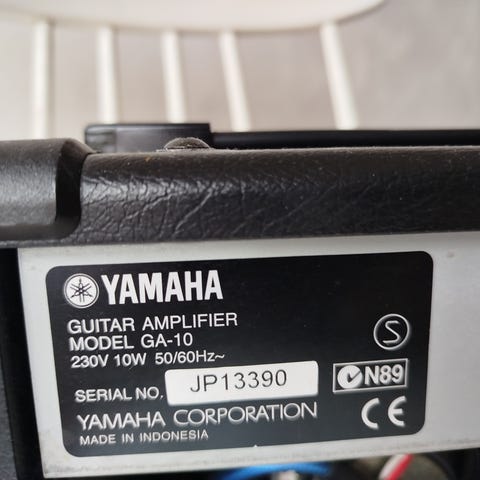 YAMAHA
GUITAR AMPLIFIER
MODEL GA-10
230V 10W 50/60Hz~
S
SERIAL NO. JP13390
N89
YAMAHA CORPORATION
CE
MADE IN INDONESIA